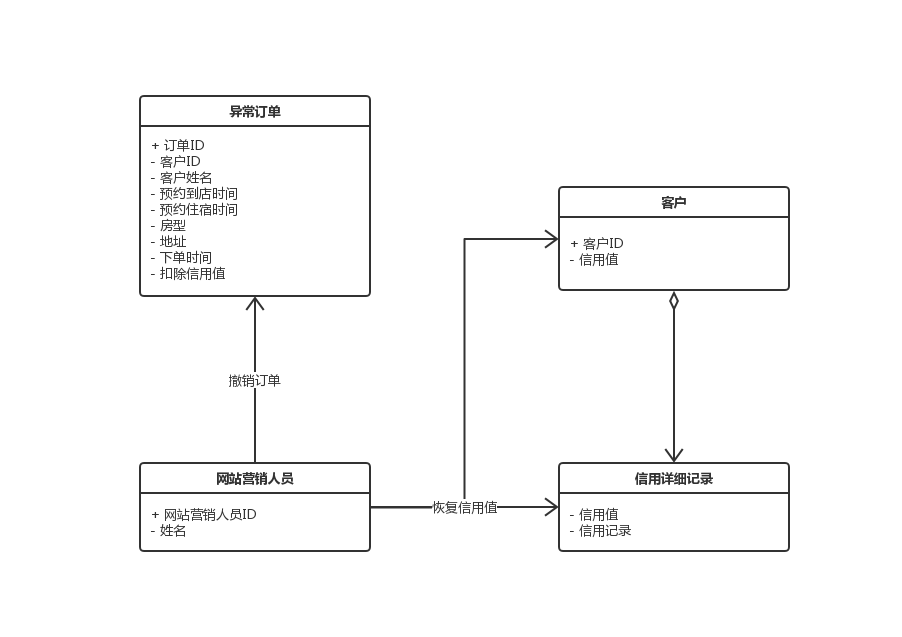 异常订单
+ 订单ID
- 客户ID
- 客户姓名
- 预约到店时间
- 预约住宿时间
- 房型
- 地址
- 下单时间
- 扣除信用值
客户
+ 客户ID
- 信用值
撤销订单
网站营销人员
+ 网站营销人员ID
- 姓名
恢复信用值
信用详细记录
- 信用值
- 信用记录